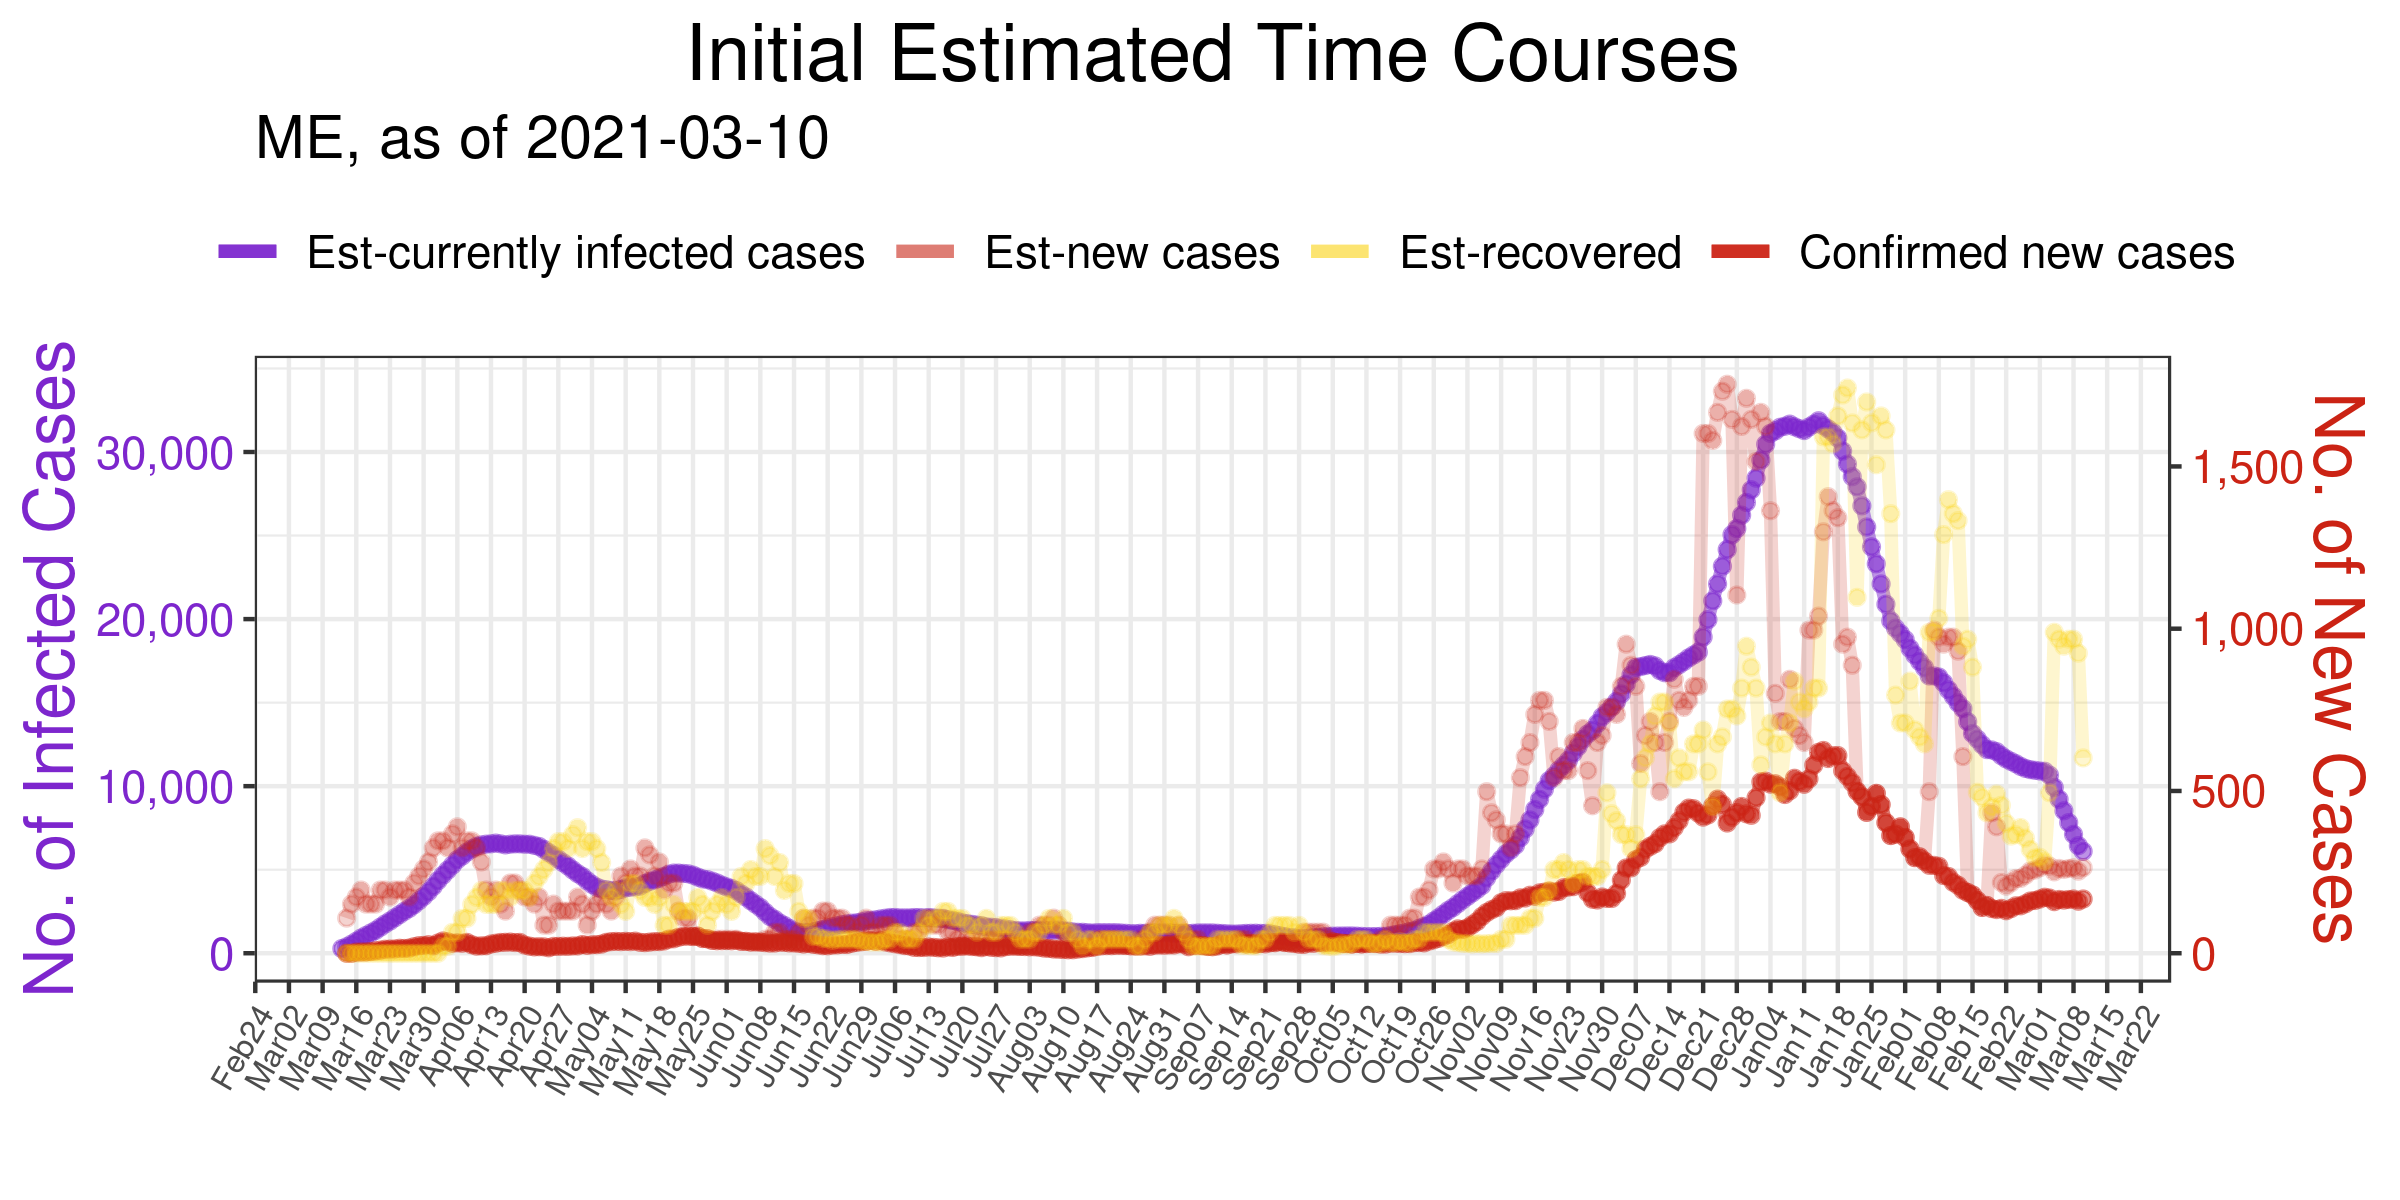 Initial Estimated Time Courses
ME, as of 2021-03-10
Est-currently infected cases
Est-new cases
Est-recovered
Confirmed new cases
No. of Infected Cases
30,000
20,000
10,000
0
1,500
1,000
500
0
No. of New Cases
Feb24
Mar02
Mar09
Mar16
Mar23
Mar30
Apr06
Apr13
Apr20
Apr27
May04
May11
May18
May25
Jun01
Jun08
Jun15
Jun22
Jun29
Jul06
Jul13
Jul20
Jul27
Aug03
Aug10
Aug17
Aug24
Aug31
Sep07
Sep14
Sep21
Sep28
Oct05
Oct12
Oct19
Oct26
Nov02
Nov09
Nov16
Nov23
Nov30
Dec07
Dec14
Dec21
Dec28
Jan04
Jan11
Jan18
Jan25
Feb01
Feb08
Feb15
Feb22
Mar01
Mar08
Mar15
Mar22